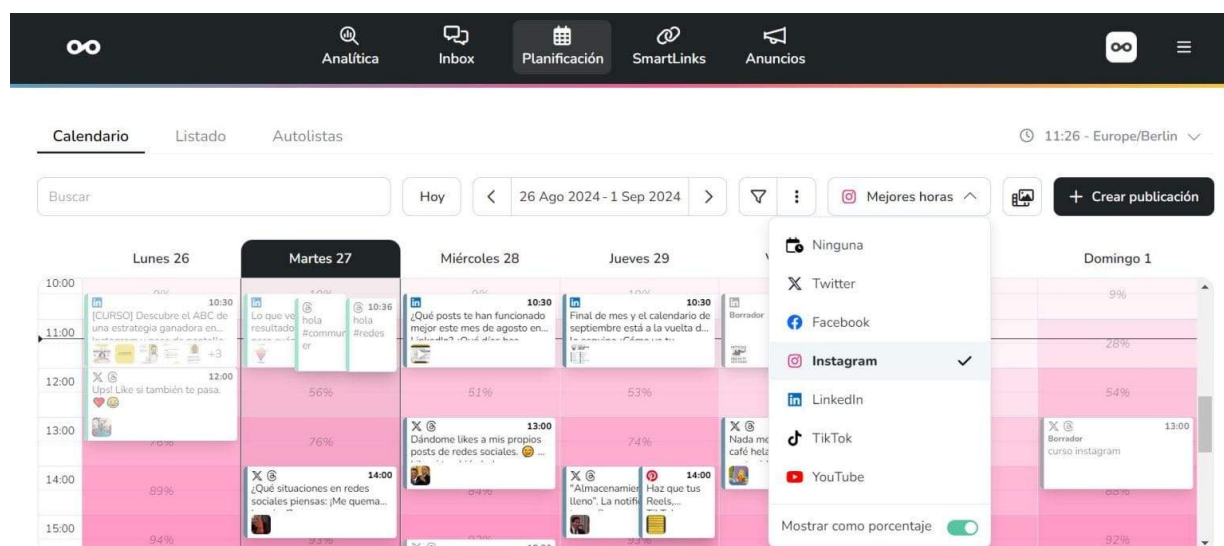 Analítica
Inbox
Planificación
SmartLinks
Anuncios
Calendario
Listado
Autolistas
11:26 - Europe/Berlin
Buscar
Hoy
26 Ago 2024 - 1 Sep 2024
Mejores horas
+ Crear publicación
Lunes 26
Martes 27
Miércoles 28
Jueves 29
Domingo 1
Ninguna
Twitter
Facebook
Instagram
LinkedIn
TikTok
YouTube
Mostrar como porcentaje
10:00
11:00
12:00
13:00
14:00
15:00
10:30
[CURSO] Descubre el ABC de
una estrategia ganadora en...
+3
12:00
Ups! Like si también te pasa.
89%
94%
Lo que ve
resultado
hola
#commun
er
10:36
hola
#redes
56%
76%
14:00
¿Qué situaciones en redes
sociales piensas: ¡Me quema...
93%
10:30
¿Qué posts te han funcionado
mejor este mes de agosto en...
51%
13:00
Dándome likes a mis propios
posts de redes sociales. 😄 ...
10:30
Final de mes y el calendario de
septiembre está a la vuelta d...
53%
74%
"Almacenamien
lleno". La notifi
14:00
Haz que tus
Reels,...
93%
Borrador
Nada me
café hela
9%
28%
54%
13:00
Borrador
curso instagram
92%